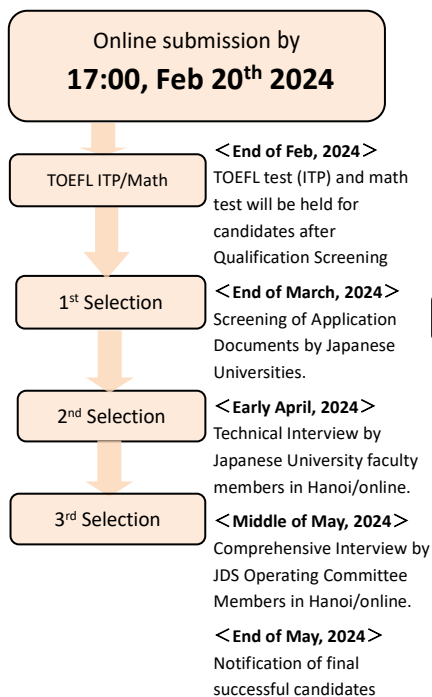 Online submission by
17:00, Feb 20th 2024
TOEFL ITP/Math
＜End of Feb, 2024＞
TOEFL test (ITP) and math
test will be held for
candidates after
Qualification Screening
1st Selection
＜End of March, 2024＞
Screening of Application
Documents by Japanese
Universities.
2nd Selection
＜Early April, 2024＞
Technical Interview by
Japanese University faculty
members in Hanoi/online.
3rd Selection
＜Middle of May, 2024＞
Comprehensive Interview by
JDS Operating Committee
Members in Hanoi/online.
＜End of May, 2024＞
Notification of final
successful candidates